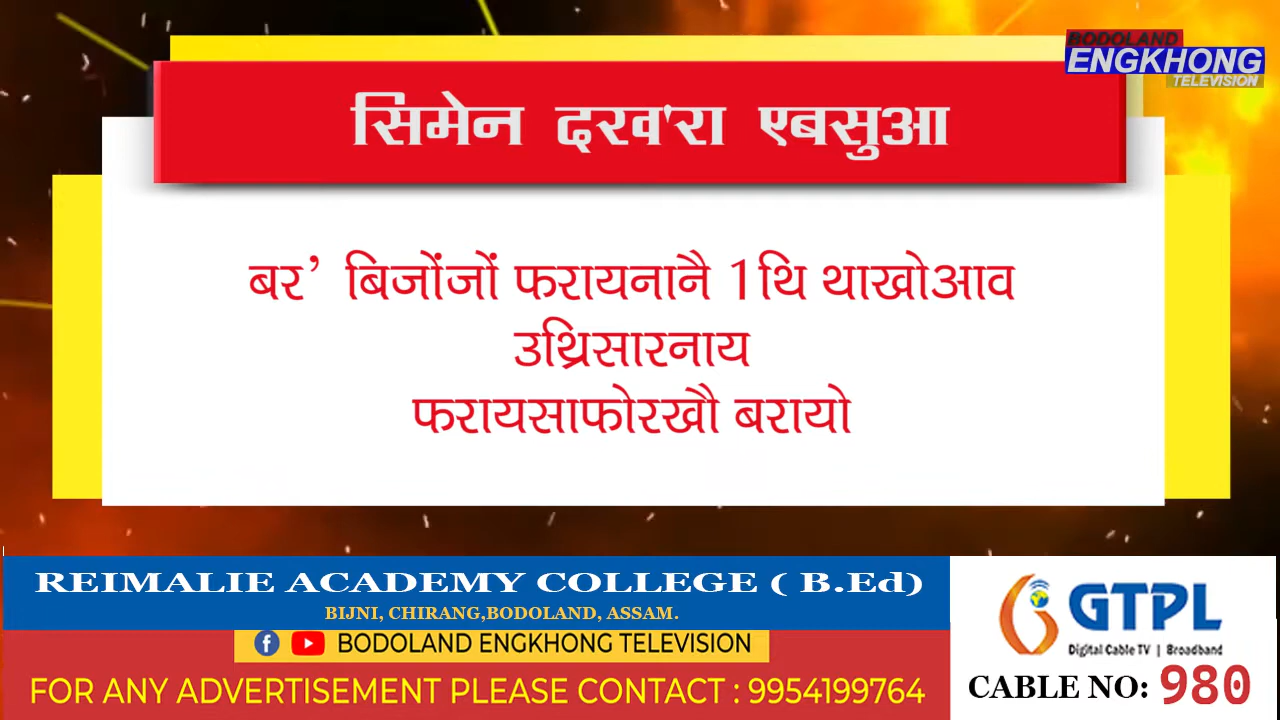 BODOLAND
ENGKHONG
TELEVISION
सिमेन दरख'रा एबसुआ
बर’ बिजोंजों फरायनानै 1थि थाखोआव
उथ्रिसारनाय
फरायसाफोरखौ बरायो
REIMALIE ACADEMY COLLEGE ( B.Ed)
BIJNI, CHIRANG,BODOLAND, ASSAM.
BODOLAND ENGKHONG TELEVISION
FOR ANY ADVERTISEMENT PLEASE CONTACT : 9954199764
GTPL
Digital Cable TV | Broadband
CABLE NO: 980